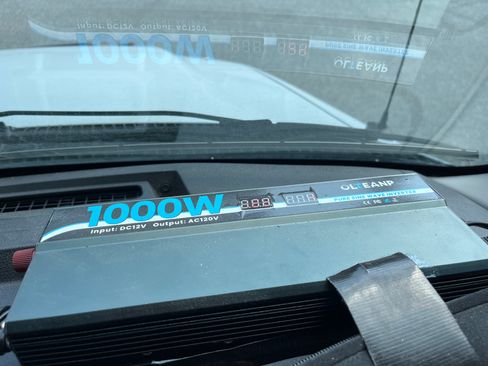 1000W
OLTEANP
PURE SINE WAVE INVERTER
Input: DC12V Output: AC120V